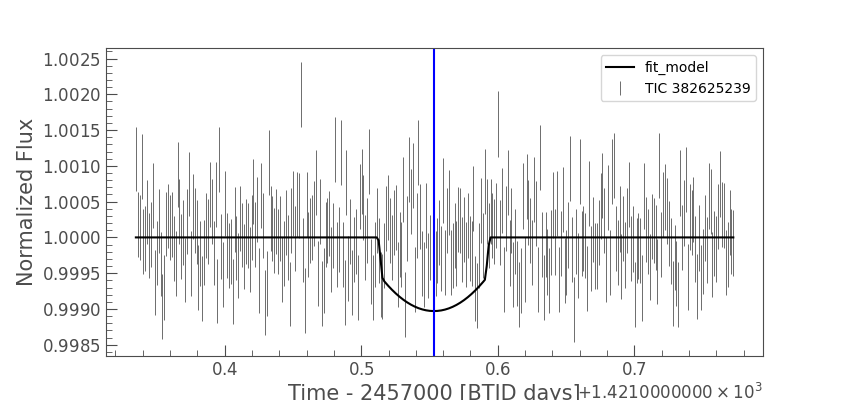 1.0025
1.0020
1.0015
1.0010
1.0005
1.0000
0.9995
0.9990
0.9985
Normalized Flux
fit_model
TIC 382625239
0.4
0.5
0.6
0.7
Time - 2457000 [BTJD days]
+1.4210000000 × 10³